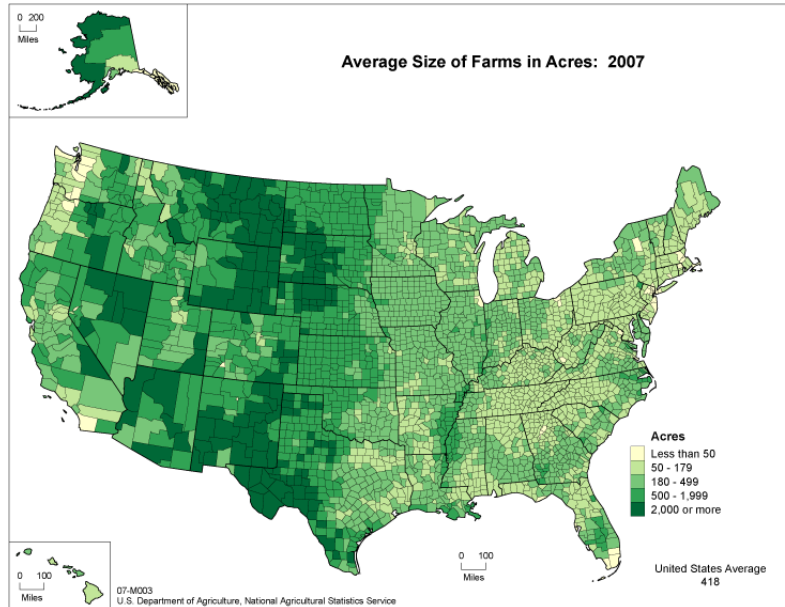 0 200
Miles
Average Size of Farms in Acres: 2007
Acres
Less than 50
50 - 179
180 - 499
500 - 1,999
2,000 or more
0 100
Miles
0 100
Miles
United States Average
418
07-M003
U.S. Department of Agriculture, National Agricultural Statistics Service